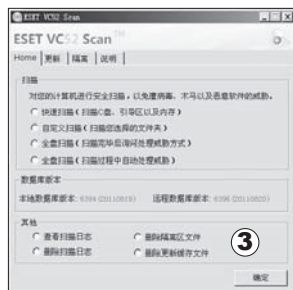 ESET VC52 Scan
ESET VC52 Scan
Home 更新 隔离 说明
扫描
对您的计算机进行安全扫描，以免遭病毒、木马以及恶意软件的威胁。
快速扫描（扫描C盘、引导区以及内存）
自定义扫描（扫描您选择的文件夹）
全盘扫描（扫描完毕后询问处理威胁方式）
全盘扫描（扫描过程中自动处理威胁）
数据库版本
本地数据库版本: 6394 (20110819) 远程数据库版本: 6396 (20110820)
其他
查看扫描日志 删除隔离区文件
删除扫描日志 删除更新缓存文件
3
确定